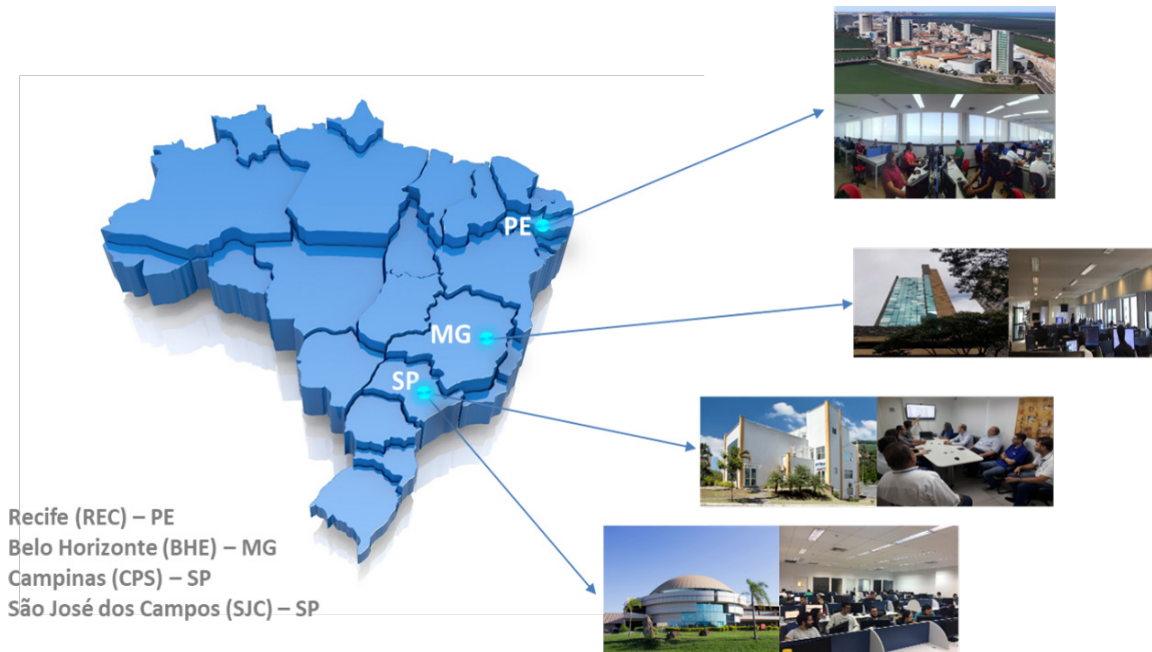 PE
MG
SP
Recife (REC) – PE
Belo Horizonte (BHE) – MG
Campinas (CPS) – SP
São José dos Campos (SJC) – SP